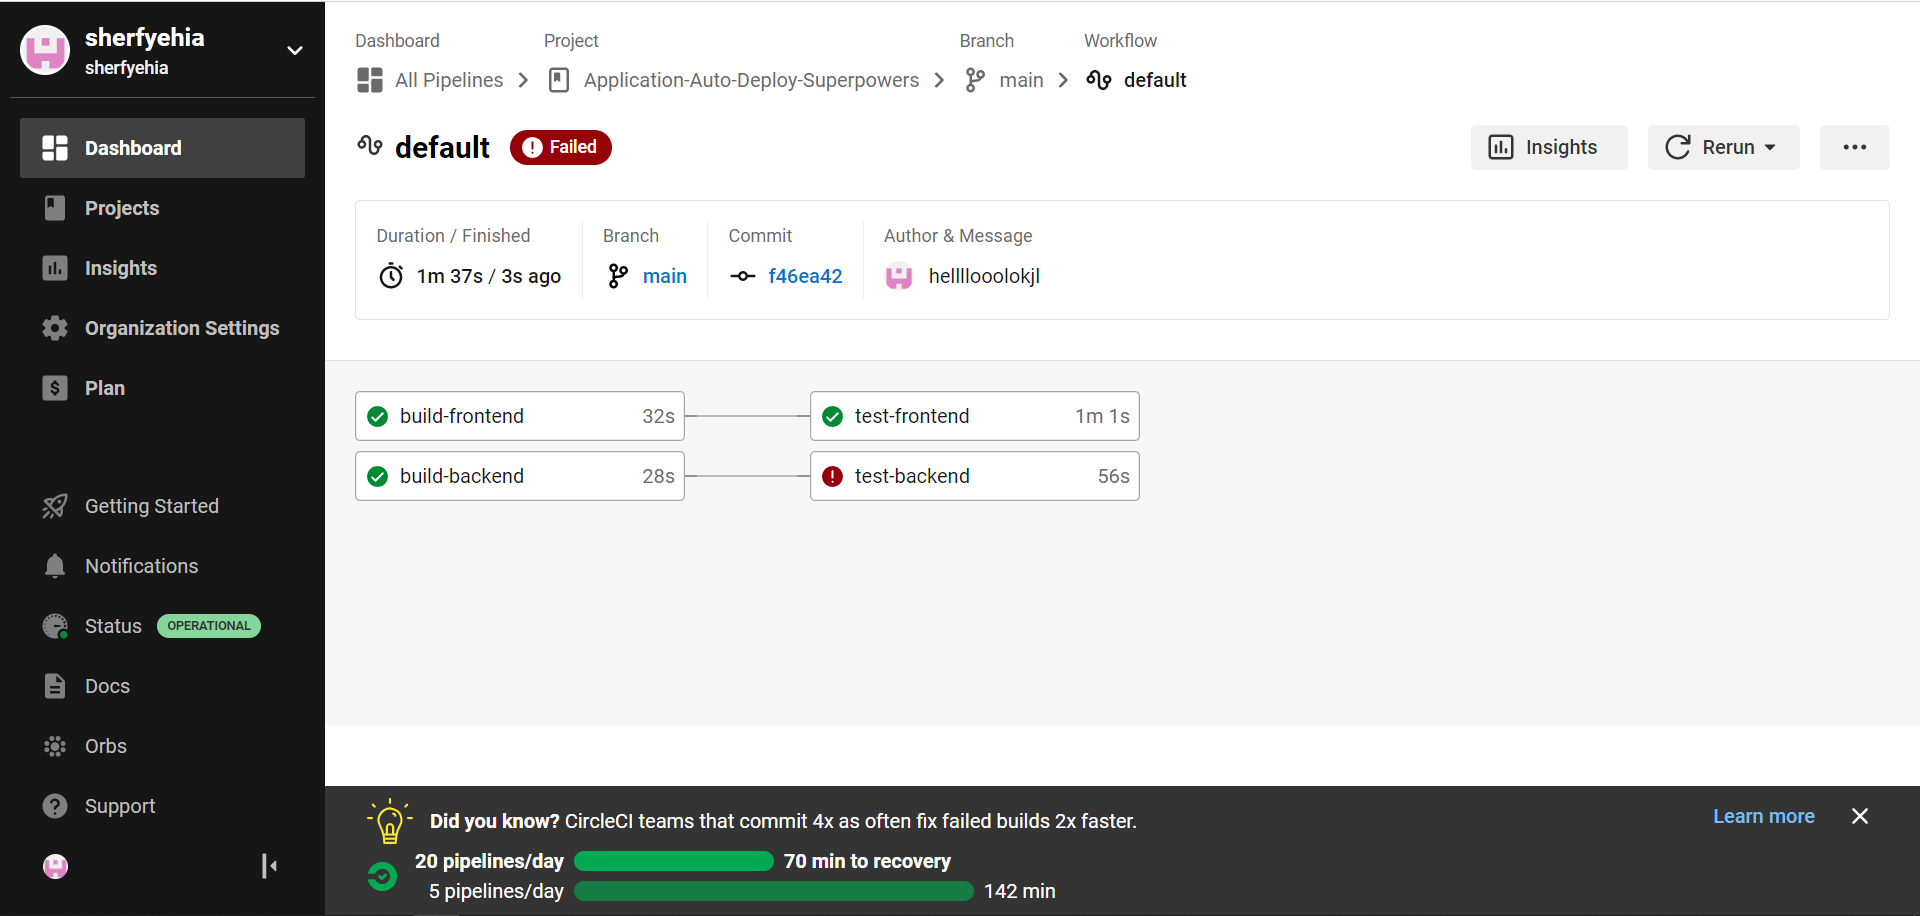 sherfyehia
sherfyehia
Dashboard
Projects
Insights
Organization Settings
Plan
Getting Started
Notifications
Status OPERATIONAL
Docs
Orbs
Support
Dashboard Project Branch Workflow
All Pipelines Application-Auto-Deploy-Superpowers main default
default Failed Insights Rerun
Duration / Finished Branch Commit Author & Message
1m 37s / 3s ago main f46ea42 hellllooolokjl
build-frontend 32s test-frontend 1m 1s
build-backend 28s test-backend 56s
Did you know? CircleCI teams that commit 4x as often fix failed builds 2x faster. Learn more
20 pipelines/day 70 min to recovery
5 pipelines/day 142 min